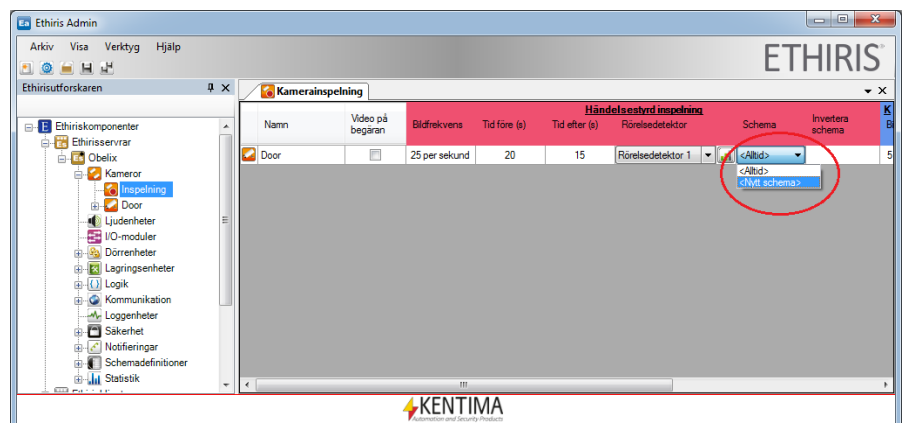 Ethiris Admin
Arkiv Visa Verktyg Hjälp
ETHIRIS
Ethirisutforskaren
Kamerainspelning
Händelsestyrd inspelning
K
Namn
Video på begäran
Bildfrekvens
Tid före (s)
Tid efter (s)
Rörelsedetektor
Schema
Invertera schema
Bi
Door
25 per sekund
20
15
Rörelsedetektor 1
<Alltid>
5
<Alltid>
<Nytt schema>
Ethiriskomponenter
Ethirisservrar
Obelix
Kameror
Inspelning
Door
Ljudenheter
I/O-moduler
Dörrenheter
Lagringsenheter
Logik
Kommunikation
Loggenheter
Säkerhet
Notifieringar
Schemadefinitioner
Statistik
KENTIMA
Automation and Security Products